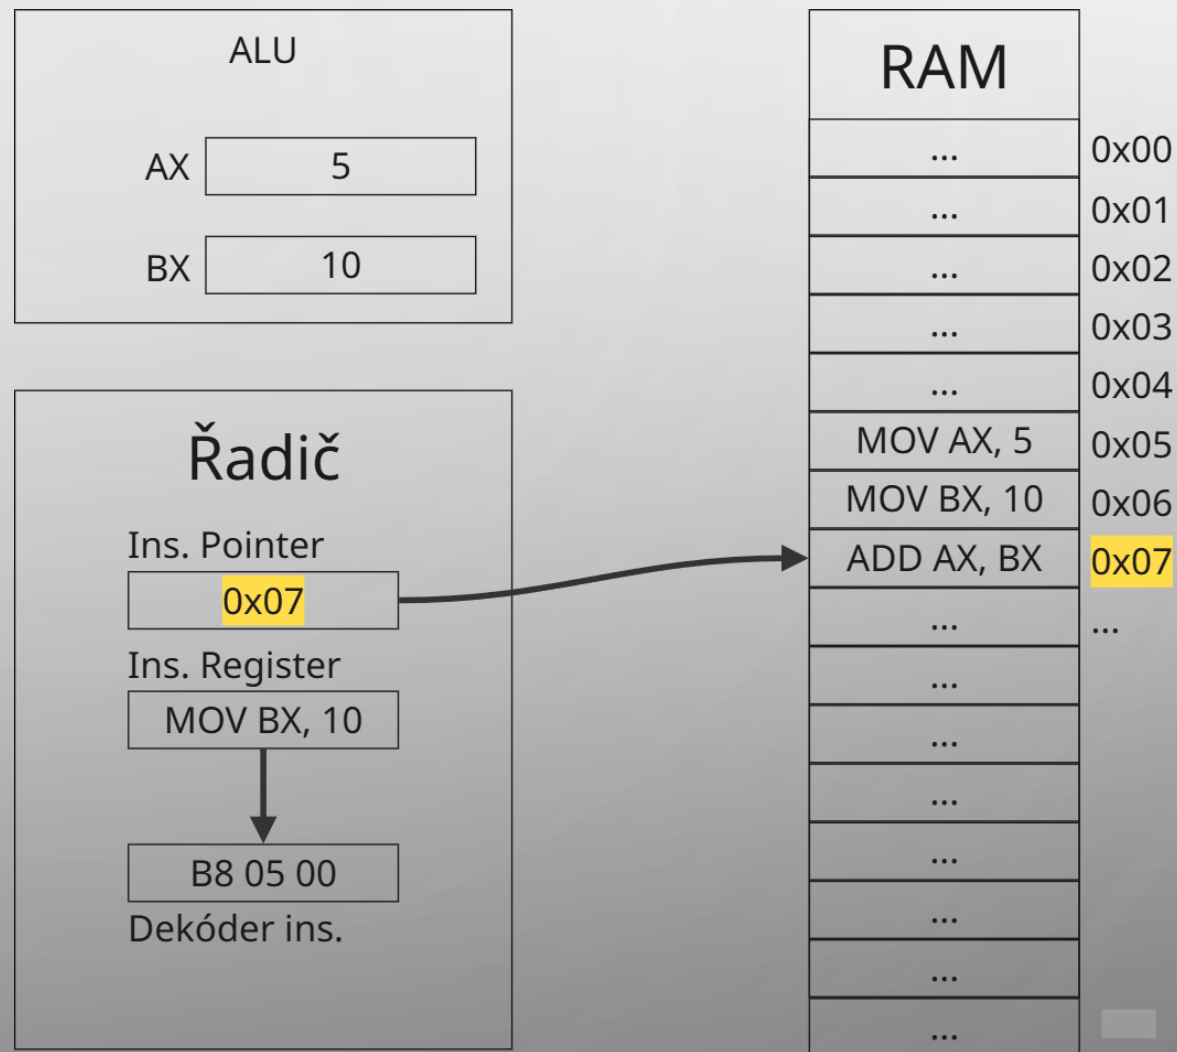 ALU
AX 5
BX 10
Řadič
Ins. Pointer
0x07
Ins. Register
MOV BX, 10
B8 05 00
Dekóder ins.
RAM
... 0x00
... 0x01
... 0x02
... 0x03
... 0x04
MOV AX, 5 0x05
MOV BX, 10 0x06
ADD AX, BX 0x07
... ...
...
...
...
...
...
...
...